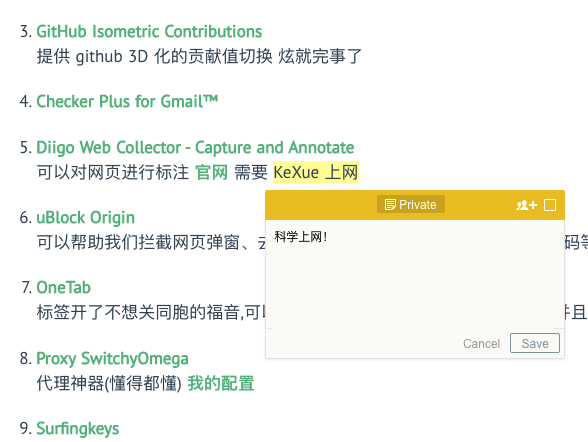 3. GitHub Isometric Contributions
提供 github 3D 化的贡献值切换 炫就完事了
4. Checker Plus for Gmail™
5. Diigo Web Collector - Capture and Annotate
可以对网页进行标注 官网 需要 KeXue 上网
Private
科学上网!
6. uBlock Origin
可以帮助我们拦截网页弹窗、 码等
7. OneTab
标签开了不想关同胞的福音,可以 并且
Cancel Save
8. Proxy SwitchyOmega
代理神器(懂得都懂) 我的配置
9. Surfingkeys